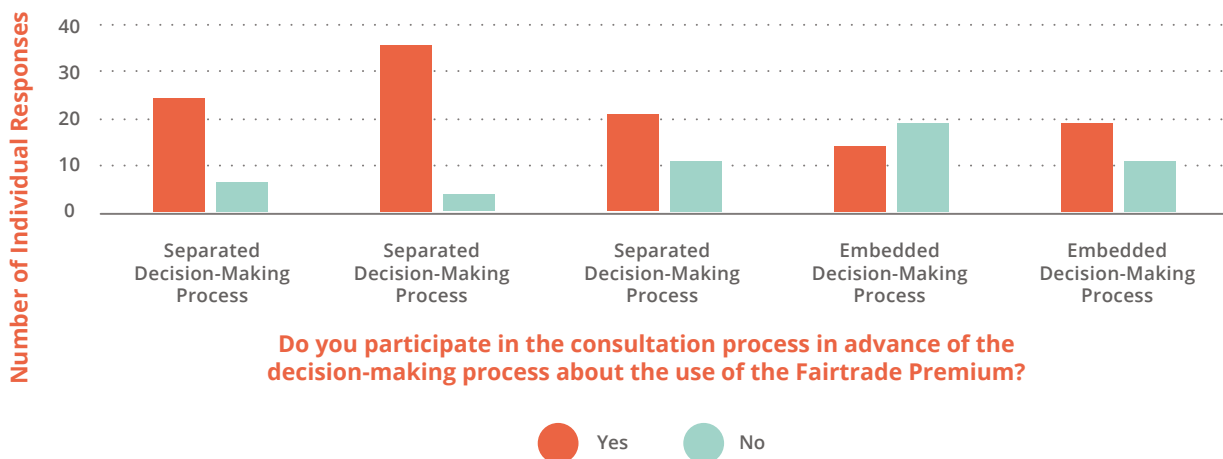 Number of Individual Responses
40
30
20
10
0
Separated
Decision-Making
Process
Separated
Decision-Making
Process
Separated
Decision-Making
Process
Embedded
Decision-Making
Process
Embedded
Decision-Making
Process
Do you participate in the consultation process in advance of the
decision-making process about the use of the Fairtrade Premium?
Yes
No